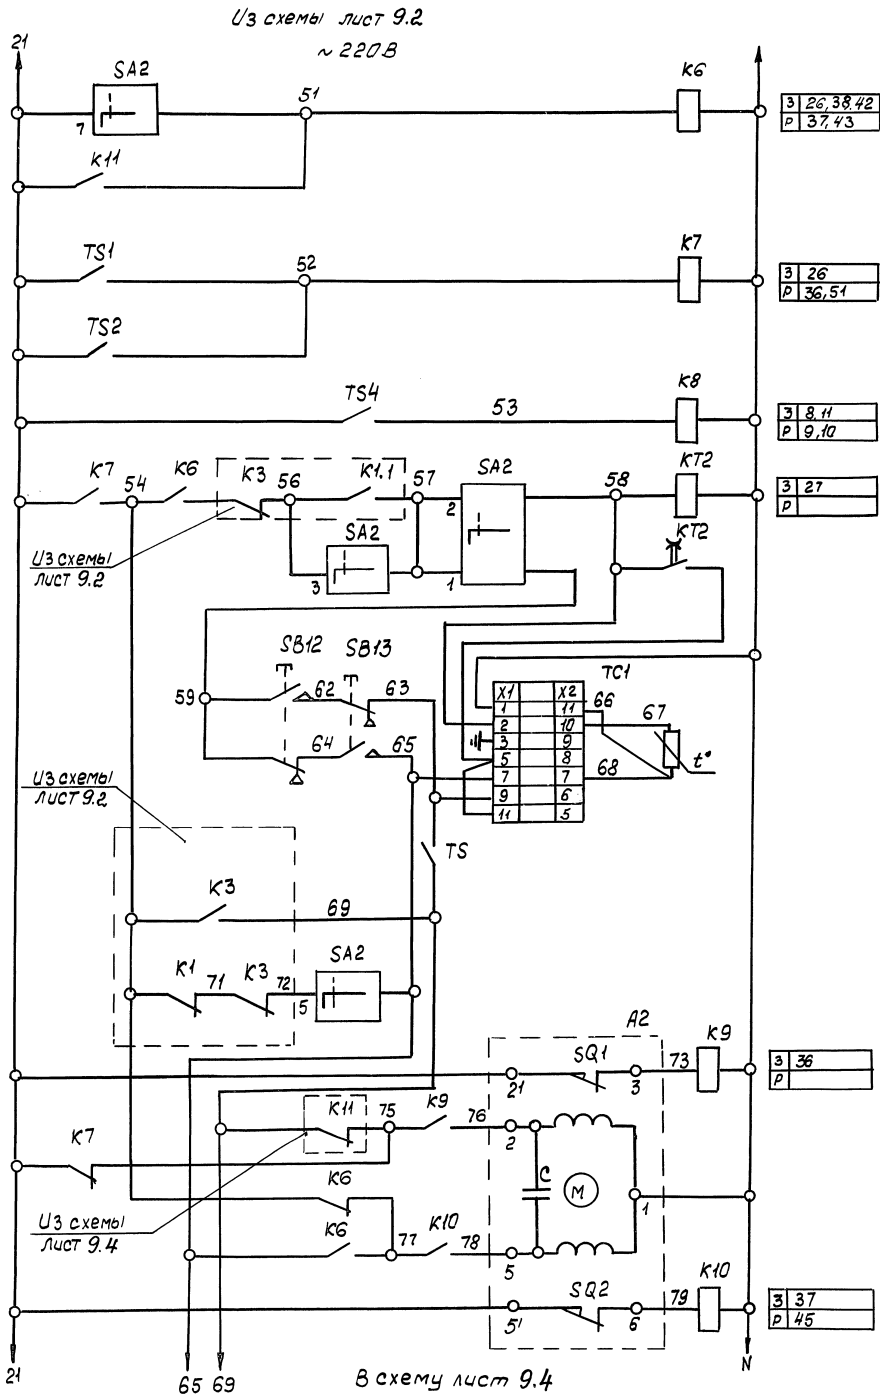 Из схемы лист 9.2
~ 220В
21
SA2
7
51
K6
З 26,38,42
Р 37,43
K11
TS1
52
K7
З 26
Р 36,51
TS2
TS4
53
K8
З 8,11
Р 9,10
K7
54
K6
K3
56
K1.1
57
SA2
2
1
58
KT2
З 27
Р
KT2
SA2
3
Из схемы
лист 9.2
SB12
SB13
59
62
63
64
65
TC1
X1 X2
1 11
2 10
3 9
5 8
7 7
9 6
11 5
66
67
68
t°
Из схемы
лист 9.2
TS
K3
69
K1
71
K3
72
5
SA2
A2
21
SQ1
3
73
K9
З 36
Р
K11
75
K9
76
2
K7
C
M
1
K6
Из схемы
лист 9.4
K6
77
K10
78
5
SQ2
5'
6
79
K10
З 37
Р 45
21
65
69
В схему лист 9.4
N